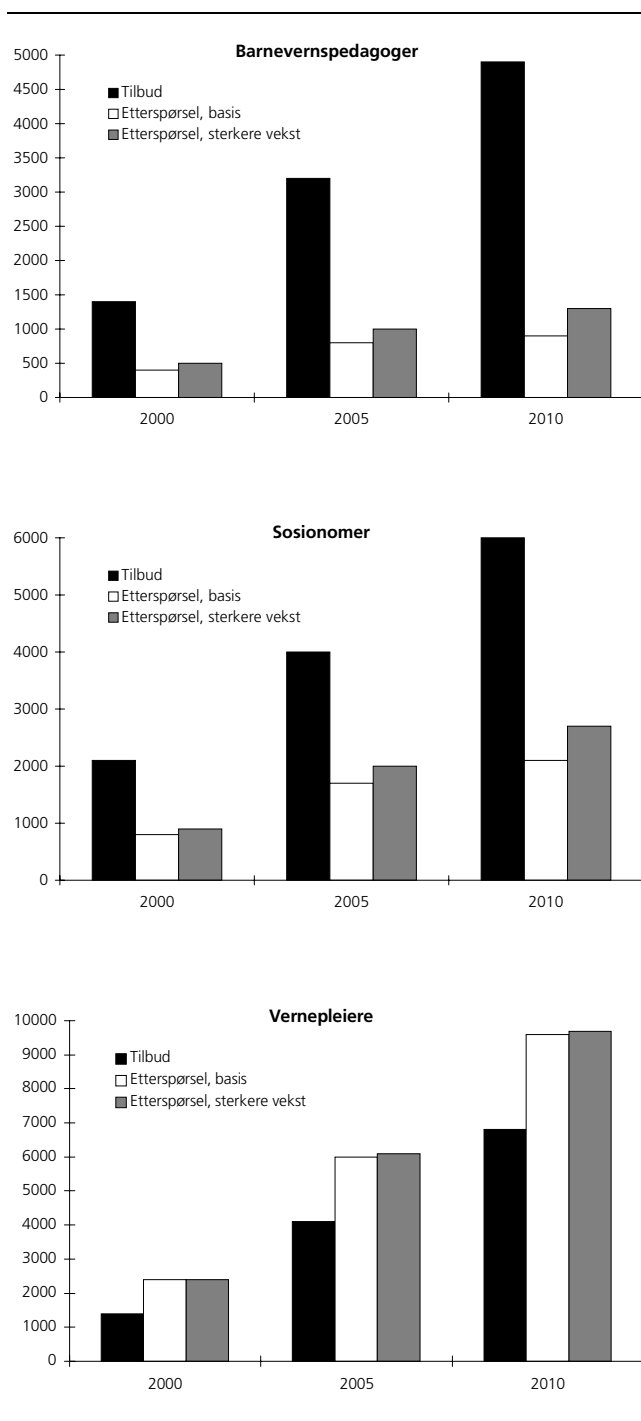 Barnevernspedagoger
5000
4500
4000
3500
3000
2500
2000
1500
1000
500
0
Tilbud
Etterspørsel, basis
Etterspørsel, sterkere vekst
2000 2005 2010
Sosionomer
6000
5000
4000
3000
2000
1000
0
Tilbud
Etterspørsel, basis
Etterspørsel, sterkere vekst
2000 2005 2010
Vernepleiere
10000
9000
8000
7000
6000
5000
4000
3000
2000
1000
0
Tilbud
Etterspørsel, basis
Etterspørsel, sterkere vekst
2000 2005 2010